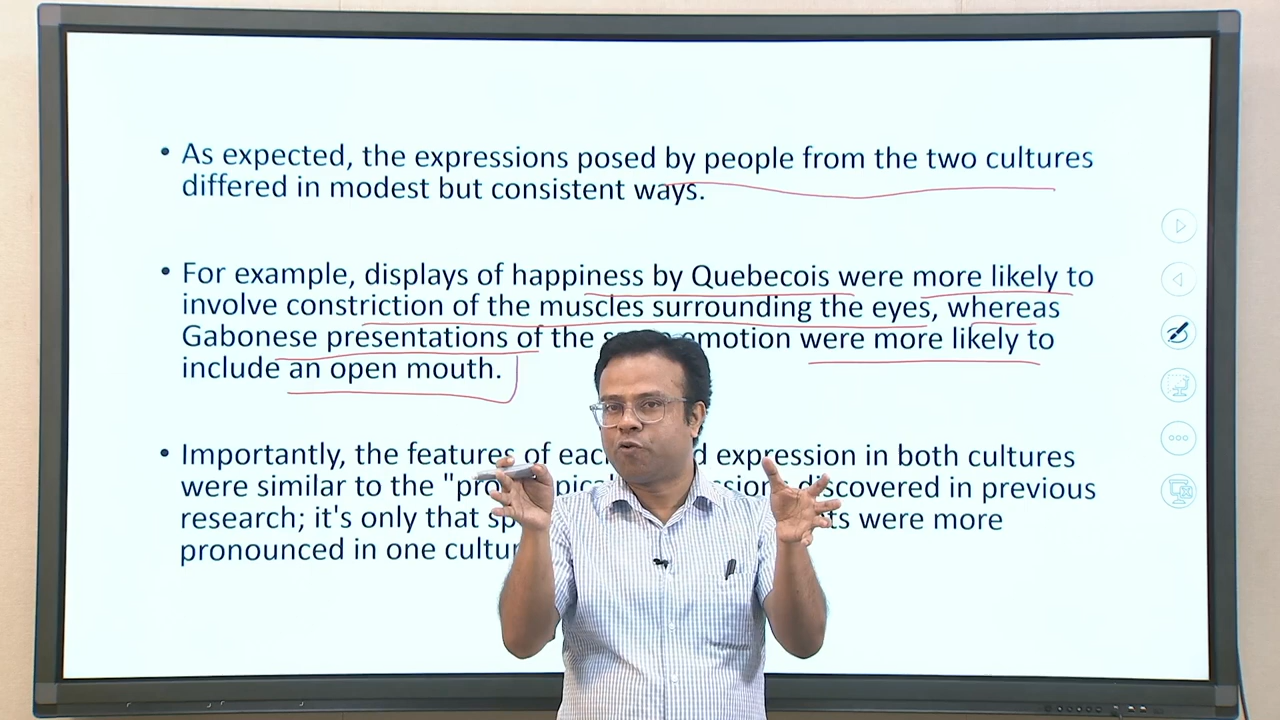 • As expected, the expressions posed by people from the two cultures
differed in modest but consistent ways.
• For example, displays of happiness by Quebecois were more likely to
involve constriction of the muscles surrounding the eyes, whereas
Gabonese presentations of the emotion were more likely to
include an open mouth.
• Importantly, the features of each expression in both cultures
were similar to the discovered in previous
research; it's only that were more
pronounced in one